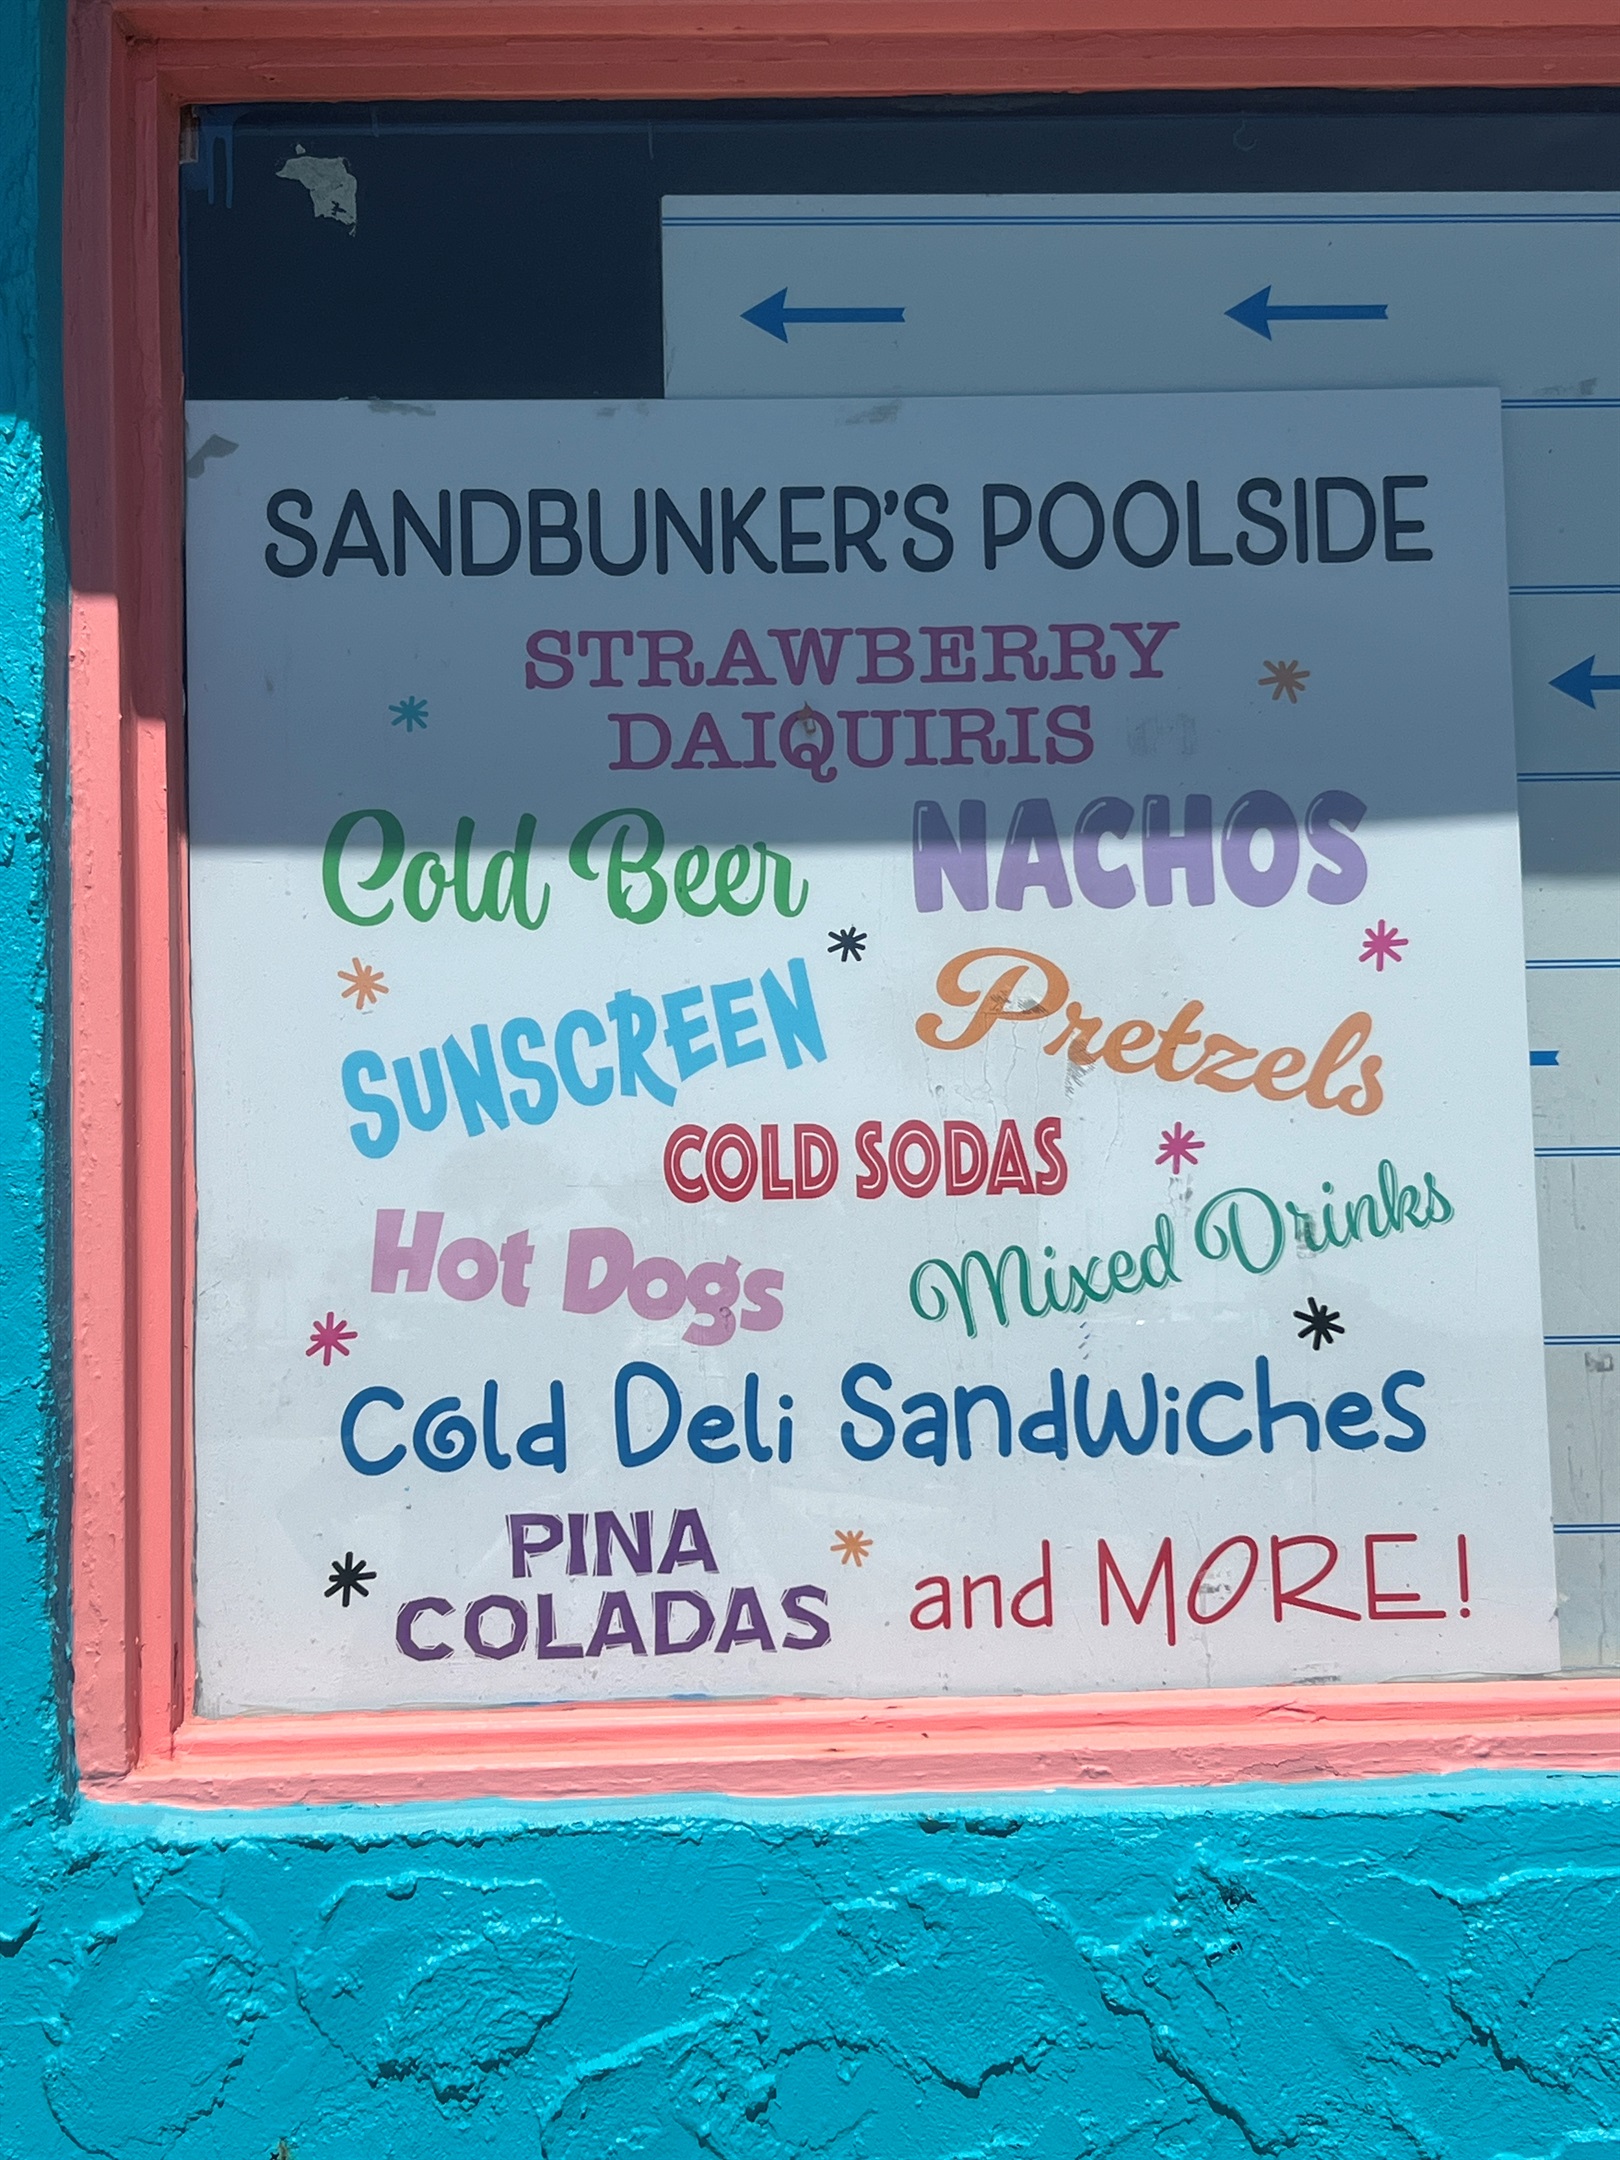 SANDBUNKER'S POOLSIDE
STRAWBERRY
DAIQUIRIS
Cold Beer
NACHOS
SUNSCREEN
Pretzels
COLD SODAS
Hot Dogs
Mixed Drinks
Cold Deli Sandwiches
PINA
COLADAS
and MORE!